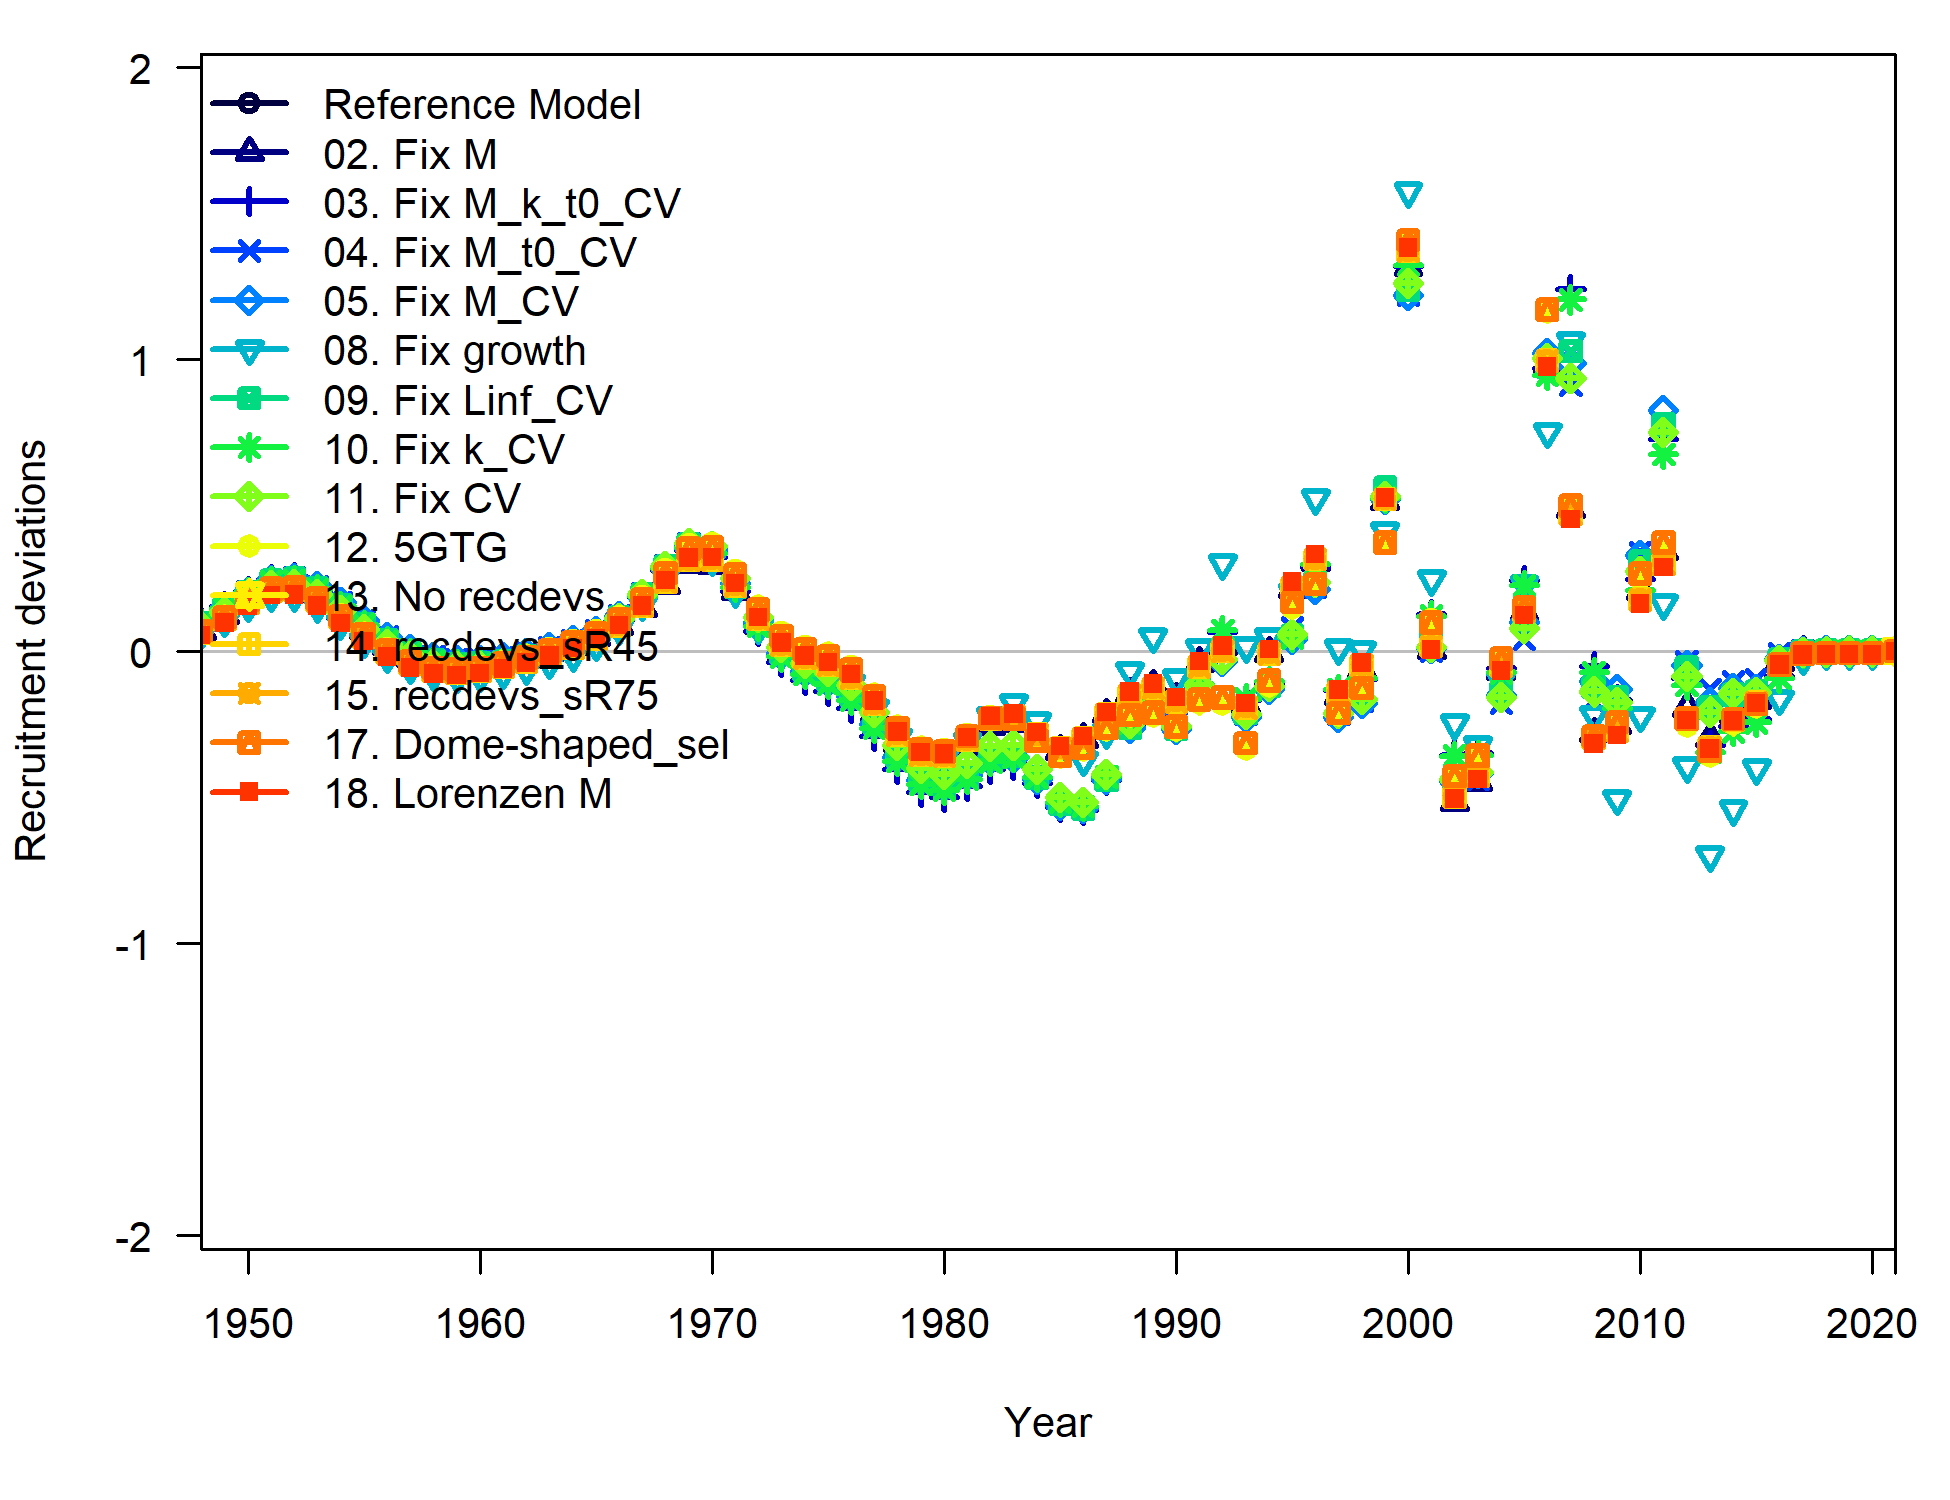 2
1
0
-1
-2
Recruitment deviations
Reference Model
02. Fix M
03. Fix M_k_t0_CV
04. Fix M_t0_CV
05. Fix M_CV
08. Fix growth
09. Fix Linf_CV
10. Fix k_CV
11. Fix CV
12. 5GTG
13. No recdevs
14. recdevs_sR45
15. recdevs_sR75
17. Dome-shaped_sel
18. Lorenzen M
1950 1960 1970 1980 1990 2000 2010 2020
Year